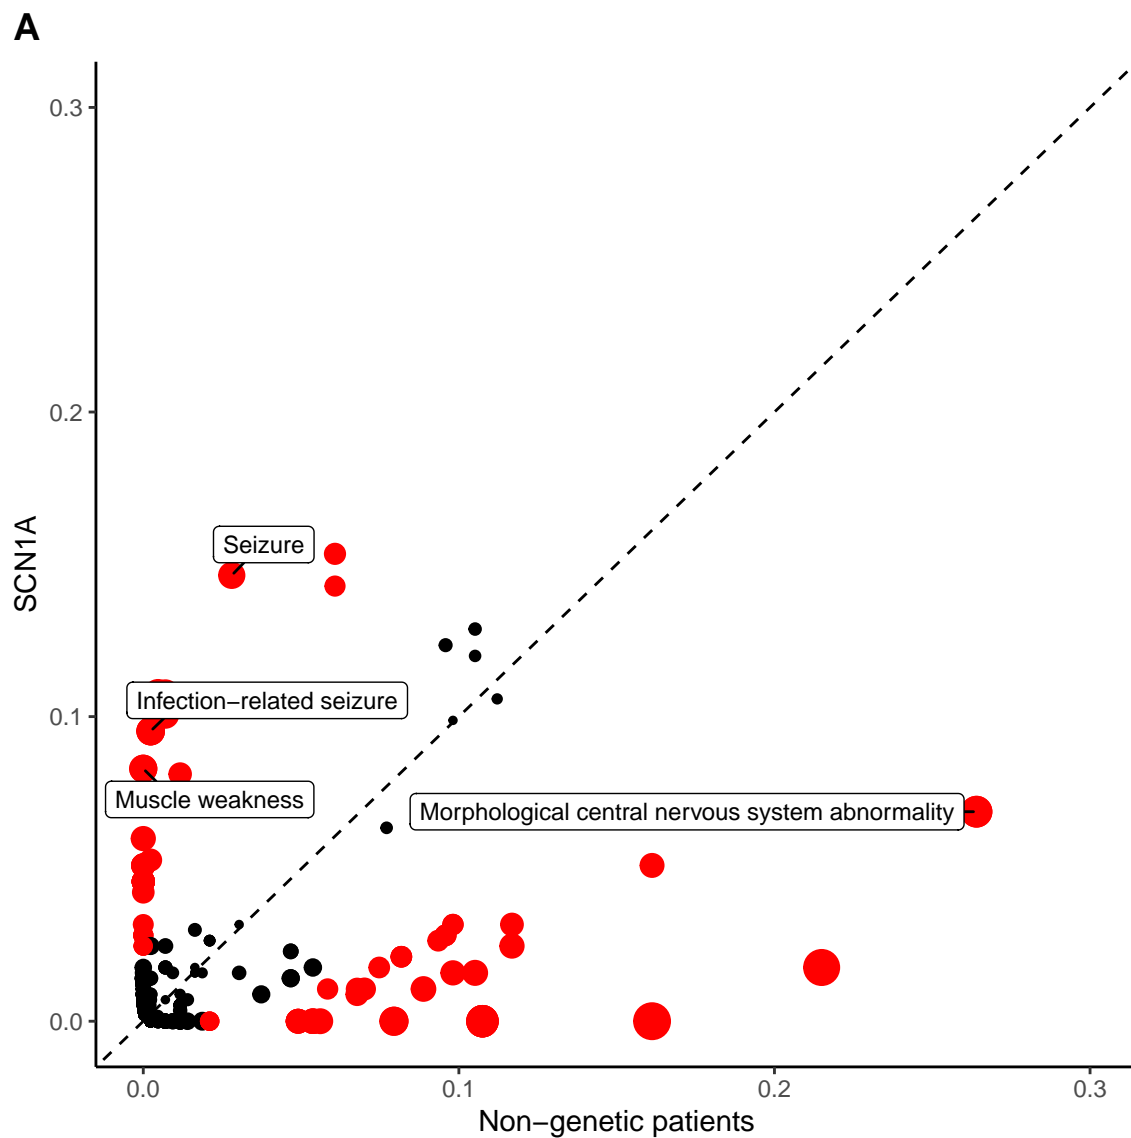 A
0.3
0.2
0.1
0.0
SCN1A
Seizure
Infection−related seizure
Muscle weakness
Morphological central nervous system abnormality
0.0
0.1
0.2
0.3
Non−genetic patients